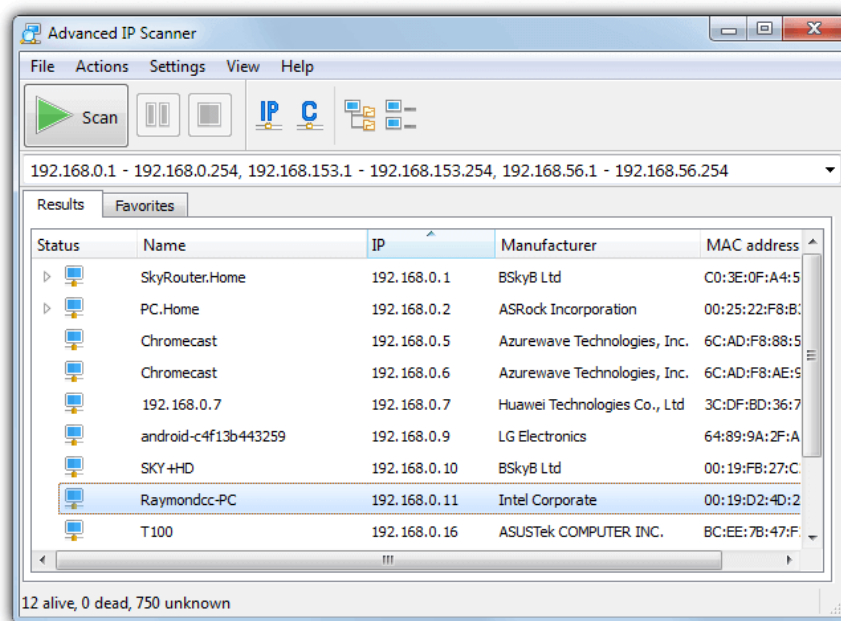 Advanced IP Scanner
File Actions Settings View Help
Scan IP C
192.168.0.1 - 192.168.0.254, 192.168.153.1 - 192.168.153.254, 192.168.56.1 - 192.168.56.254
Results Favorites
Status Name IP Manufacturer MAC address
SkyRouter.Home 192.168.0.1 BSkyB Ltd C0:3E:0F:A4:5
PC.Home 192.168.0.2 ASRock Incorporation 00:25:22:F8:B
Chromecast 192.168.0.5 Azurewave Technologies, Inc. 6C:AD:F8:88:5
Chromecast 192.168.0.6 Azurewave Technologies, Inc. 6C:AD:F8:AE:9
192.168.0.7 192.168.0.7 Huawei Technologies Co., Ltd 3C:DF:BD:36:7
android-c4f13b443259 192.168.0.9 LG Electronics 64:89:9A:2F:A
SKY+HD 192.168.0.10 BSkyB Ltd 00:19:FB:27:C
Raymondcc-PC 192.168.0.11 Intel Corporate 00:19:D2:4D:2
T100 192.168.0.16 ASUSTek COMPUTER INC. BC:EE:7B:47:F
12 alive, 0 dead, 750 unknown